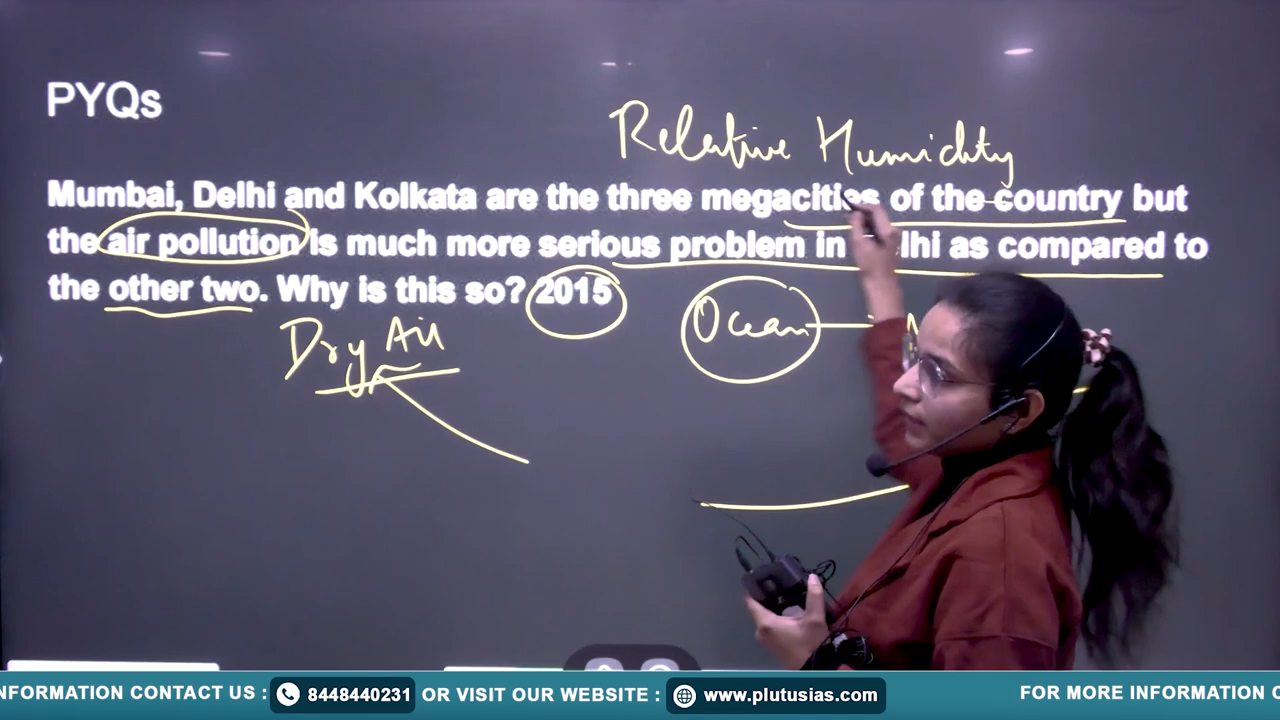 PYQs
Relative Humidity
Mumbai, Delhi and Kolkata are the three megacities of the country but
the air pollution is much more serious problem in lhi as compared to
the other two. Why is this so? 2015
Dry Air
Ocean
NFORMATION CONTACT US : 8448440231 OR VISIT OUR WEBSITE : www.plutusias.com FOR MORE INFORMATION C